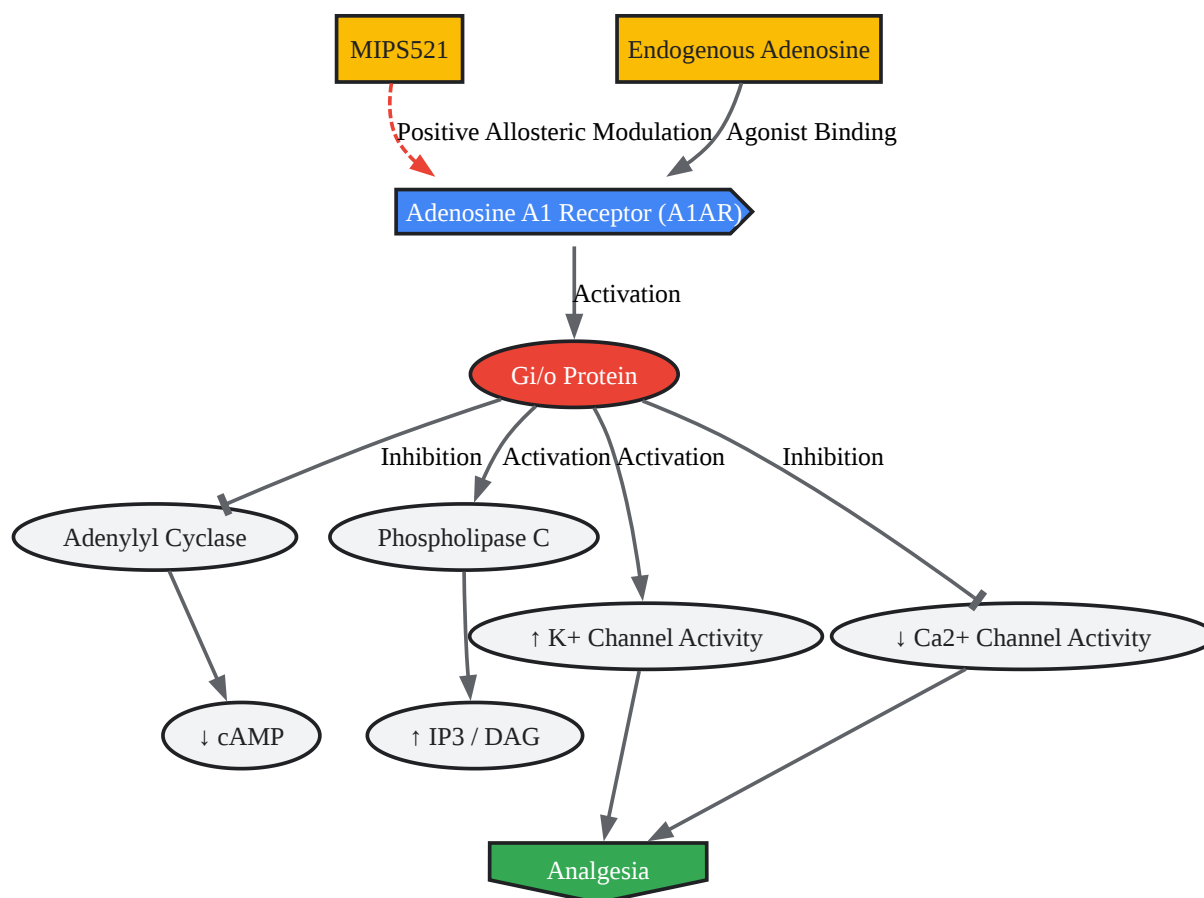 MIPS521
Endogenous Adenosine
Positive Allosteric Modulation
Agonist Binding
Adenosine A1 Receptor (A1AR)
Activation
Gi/o Protein
Inhibition
Activation
Activation
Inhibition
Adenylyl Cyclase
Phospholipase C
↑ K+ Channel Activity
↓ Ca2+ Channel Activity
↓ cAMP
↑ IP3 / DAG
Analgesia